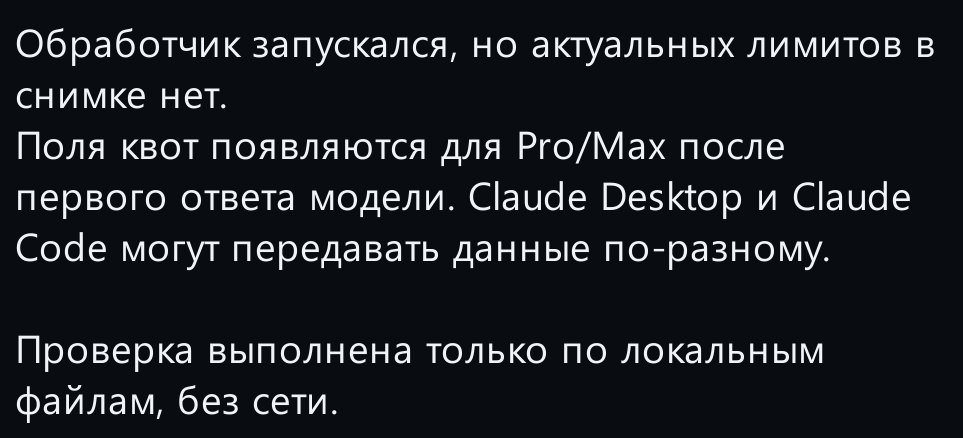 Обработчик запускался, но актуальных лимитов в
снимке нет.
Поля квот появляются для Pro/Max после
первого ответа модели. Claude Desktop и Claude
Code могут передавать данные по-разному.
Проверка выполнена только по локальным
файлам, без сети.